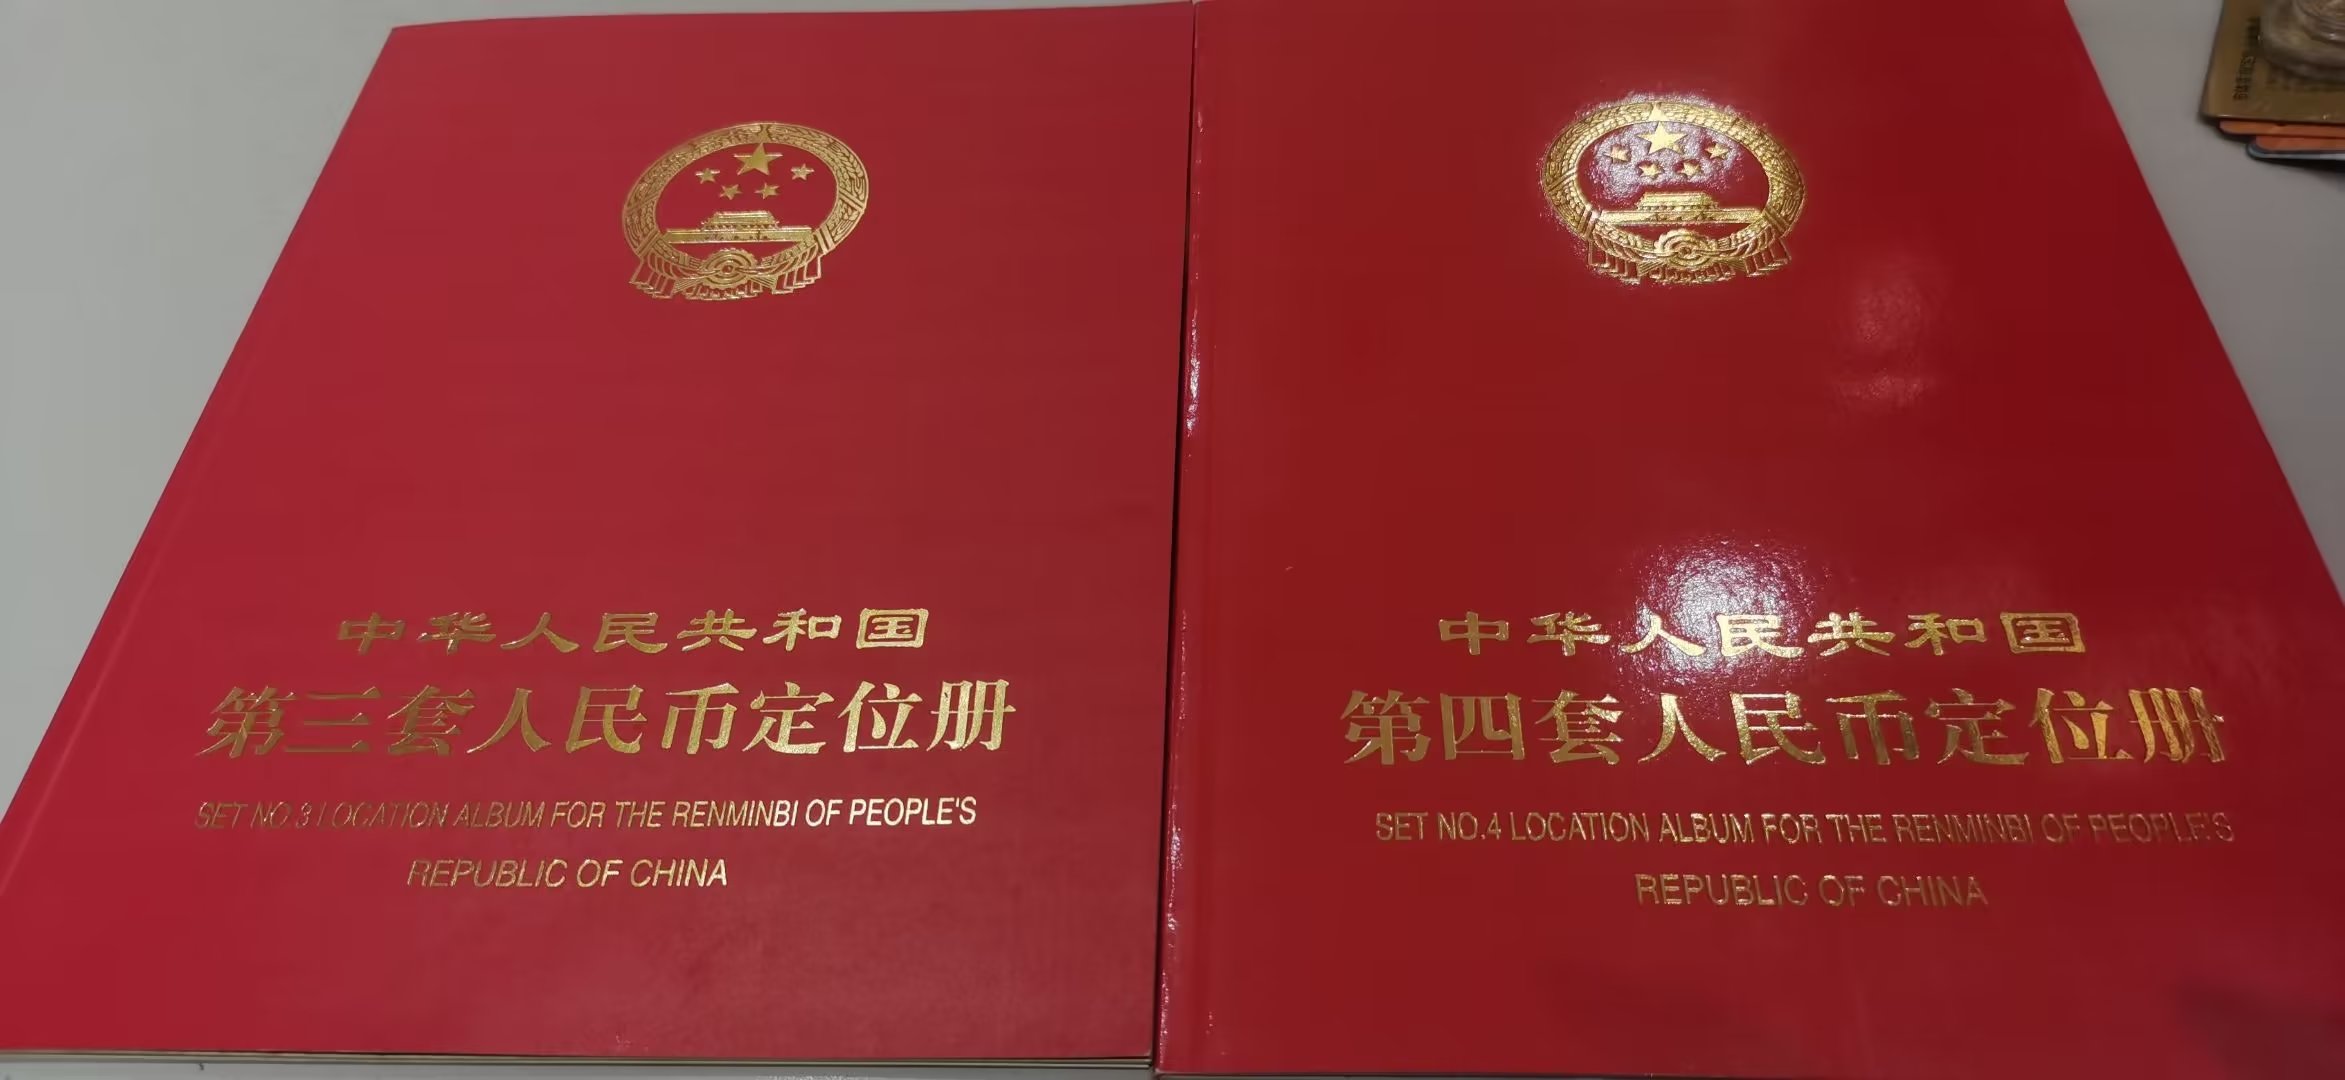 中华人民共和国
第三套人民币定位册
SET NO.3 LOCATION ALBUM FOR THE RENMINBI OF PEOPLE'S
REPUBLIC OF CHINA
中华人民共和国
第四套人民币定位册
SET NO.4 LOCATION ALBUM FOR THE RENMINBI OF PEOPLE'S
REPUBLIC OF CHINA